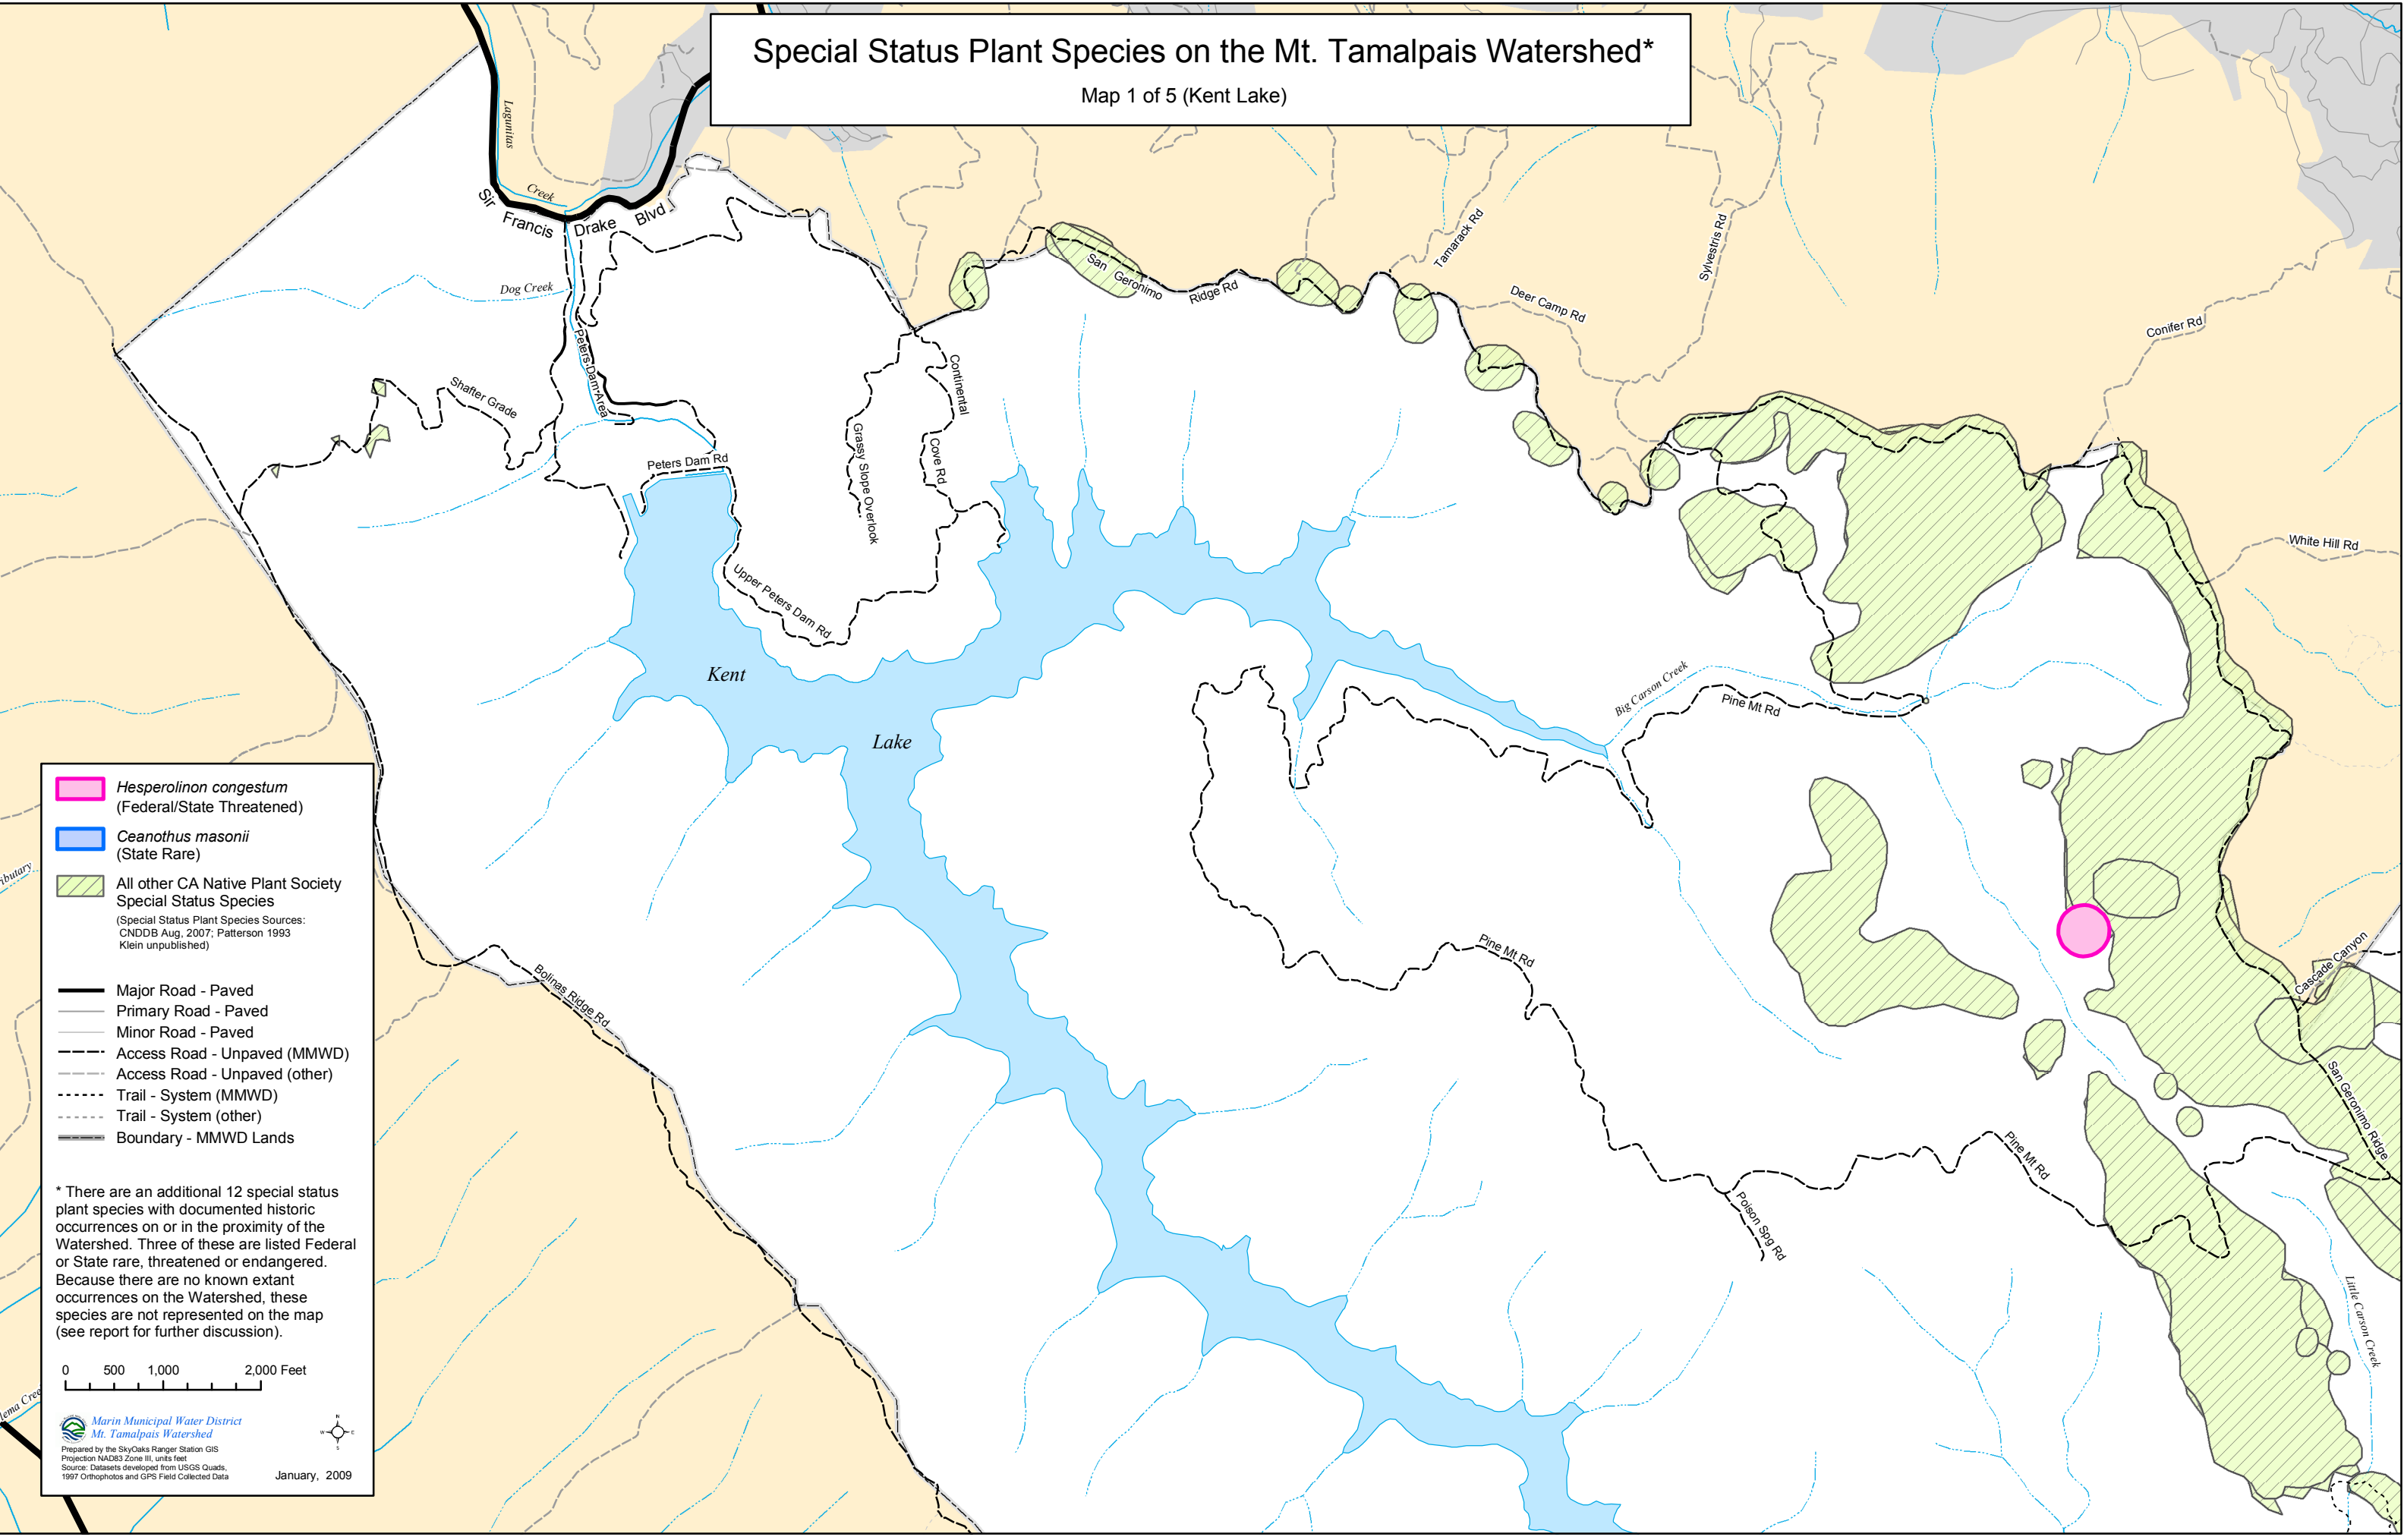 Special Status Plant Species on the Mt. Tamalpais Watershed*
Map 1 of 5 (Kent Lake)
Lagunitas
Creek
Sir
Francis
Drake
Blvd
Dog Creek
Peters Dam Area
Shafter Grade
Peters Dam Rd
Upper Peters Dam Rd
Grassy Slope Overlook
Continental
Cove Rd
San Geronimo
Ridge Rd
Tamarack Rd
Deer Camp Rd
Sylvestris Rd
Conifer Rd
White Hill Rd
Kent
Lake
Big Carson Creek
Pine Mt Rd
Pine Mt Rd
Pine Mt Rd
Poison Spg Rd
Bolinas Ridge Rd
Cascade Canyon
San Geronimo Ridge
Little Carson Creek
ibutary
lema Creek
Hesperolinon congestum
(Federal/State Threatened)
Ceanothus masonii
(State Rare)
All other CA Native Plant Society
Special Status Species
(Special Status Plant Species Sources:
CNDDB Aug, 2007; Patterson 1993
Klein unpublished)
Major Road - Paved
Primary Road - Paved
Minor Road - Paved
Access Road - Unpaved (MMWD)
Access Road - Unpaved (other)
Trail - System (MMWD)
Trail - System (other)
Boundary - MMWD Lands
* There are an additional 12 special status
plant species with documented historic
occurrences on or in the proximity of the
Watershed. Three of these are listed Federal
or State rare, threatened or endangered.
Because there are no known extant
occurrences on the Watershed, these
species are not represented on the map
(see report for further discussion).
0 500 1,000 2,000 Feet
Marin Municipal Water District
Mt. Tamalpais Watershed
Prepared by the SkyOaks Ranger Station GIS
Projection NAD83 Zone III, units feet
Source: Datasets developed from USGS Quads,
1997 Orthophotos and GPS Field Collected Data
N
W E
S
January, 2009